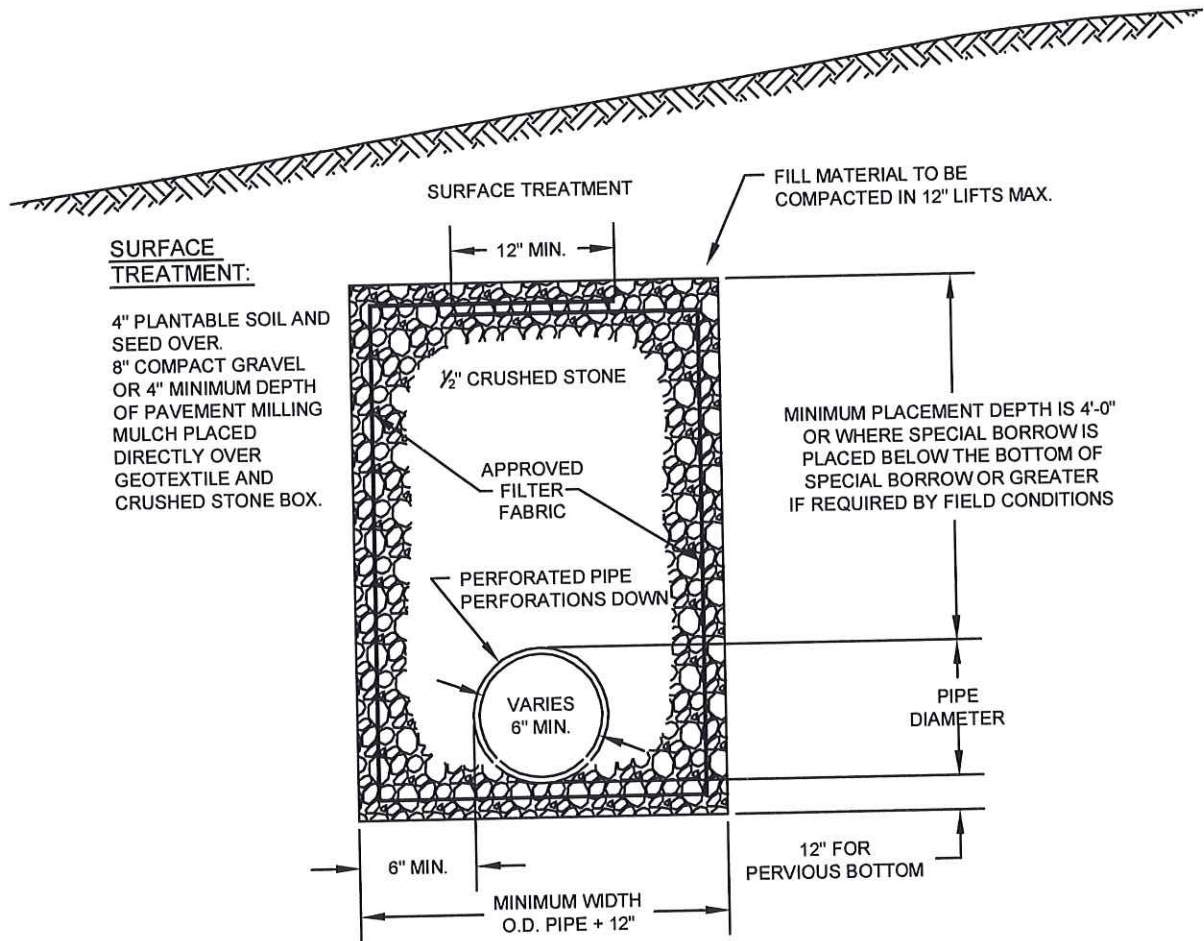 SURFACE TREATMENT
FILL MATERIAL TO BE
COMPACTED IN 12" LIFTS MAX.
12" MIN.
SURFACE
TREATMENT:
4" PLANTABLE SOIL AND
SEED OVER.
8" COMPACT GRAVEL
OR 4" MINIMUM DEPTH
OF PAVEMENT MILLING
MULCH PLACED
DIRECTLY OVER
GEOTEXTILE AND
CRUSHED STONE BOX.
½" CRUSHED STONE
APPROVED
FILTER
FABRIC
MINIMUM PLACEMENT DEPTH IS 4'-0"
OR WHERE SPECIAL BORROW IS
PLACED BELOW THE BOTTOM OF
SPECIAL BORROW OR GREATER
IF REQUIRED BY FIELD CONDITIONS
PERFORATED PIPE
PERFORATIONS DOWN
VARIES
6" MIN.
PIPE
DIAMETER
6" MIN.
12" FOR
PERVIOUS BOTTOM
MINIMUM WIDTH
O.D. PIPE + 12"